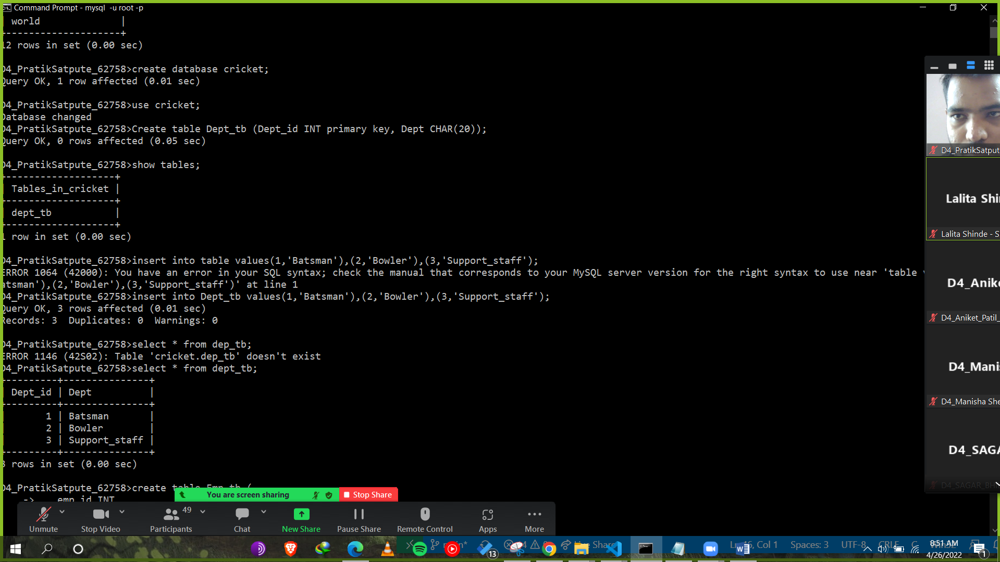 Command Prompt - mysql  -u root -p
| world                |
---------------------+
12 rows in set (0.00 sec)
D4_PratikSatpute_62758>create database cricket;
Query OK, 1 row affected (0.01 sec)
D4_PratikSatpute_62758>use cricket;
Database changed
D4_PratikSatpute_62758>Create table Dept_tb (Dept_id INT primary key, Dept CHAR(20));
Query OK, 0 rows affected (0.05 sec)
D4_PratikSatpute_62758>show tables;
--------------------+
| Tables_in_cricket |
--------------------+
| dept_tb           |
--------------------+
1 row in set (0.00 sec)
D4_PratikSatpute_62758>insert into table values(1,'Batsman'),(2,'Bowler'),(3,'Support_staff');
ERROR 1064 (42000): You have an error in your SQL syntax; check the manual that corresponds to your MySQL server version for the right syntax to use near 'table
atsman'),(2,'Bowler'),(3,'Support_staff')' at line 1
D4_PratikSatpute_62758>insert into Dept_tb values(1,'Batsman'),(2,'Bowler'),(3,'Support_staff');
Query OK, 3 rows affected (0.01 sec)
Records: 3  Duplicates: 0  Warnings: 0
D4_PratikSatpute_62758>select * from dep_tb;
ERROR 1146 (42S02): Table 'cricket.dep_tb' doesn't exist
D4_PratikSatpute_62758>select * from dept_tb;
----------+---------------+
| Dept_id | Dept          |
----------+---------------+
|       1 | Batsman       |
|       2 | Bowler        |
|       3 | Support_staff |
----------+---------------+
3 rows in set (0.00 sec)
D4_PratikSatpute_62758>create table Emp_tb (
-> emp_id INT
D4_PratikSatput
Lalita Shi
Lalita Shinde - S
D4_Anike
D4_Aniket_Patil_
D4_Manis
D4_Manisha She
D4_SAGA
D4_SAGAR_BH
You are screen sharing
Stop Share
49
Unmute
Stop Video
Participants
Chat
New Share
Pause Share
Remote Control
Apps
More
13
Live Share
Col 1
Spaces: 3
UTF-8
CRLF
8:51 AM
4/26/2022
1